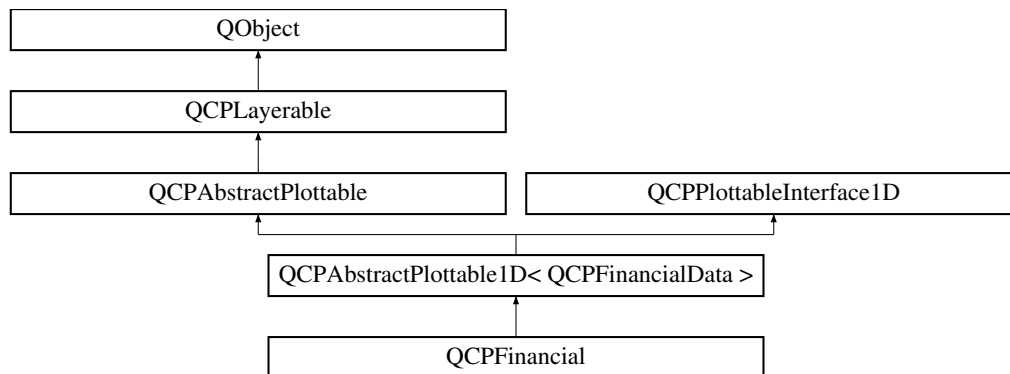 QObject
QCPLayerable
QCPAbstractPlottable
QCPPlottableInterface1D
QCPAbstractPlottable1D< QCPFinancialData >
QCPFinancial